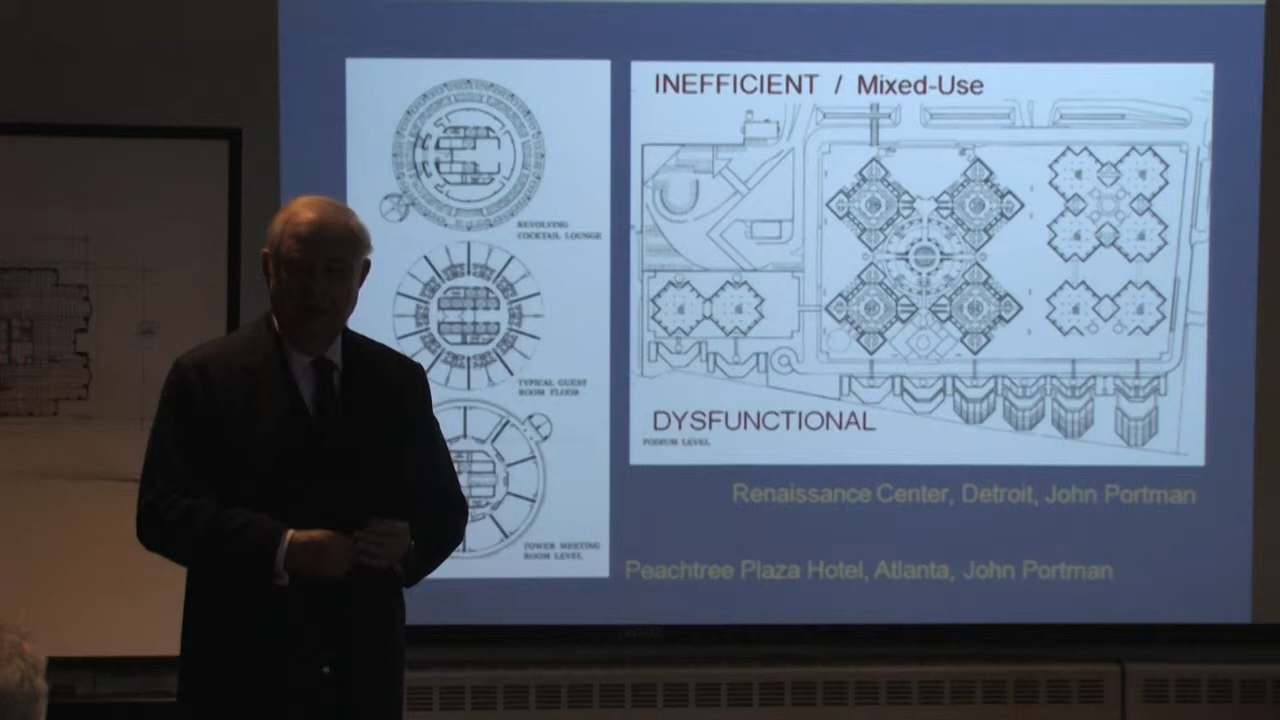 INEFFICIENT / Mixed-Use
REVOLVING
COCKTAIL LOUNGE
TYPICAL GUEST
ROOM FLOOR
TOWER MEETING
ROOM LEVEL
DYSFUNCTIONAL
PODIUM LEVEL
Renaissance Center, Detroit, John Portman
Peachtree Plaza Hotel, Atlanta, John Portman